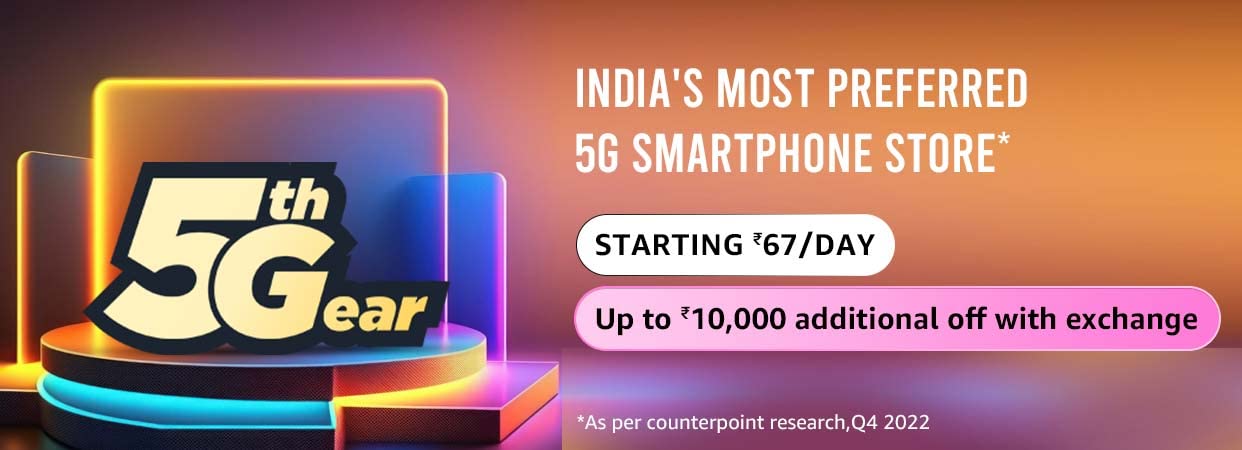 5th Gear
INDIA'S MOST PREFERRED
5G SMARTPHONE STORE*
STARTING ₹67/DAY
Up to ₹10,000 additional off with exchange
*As per counterpoint research,Q4 2022